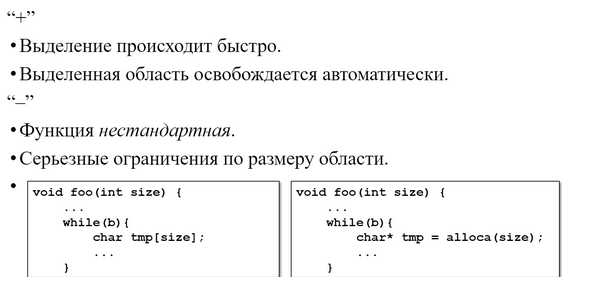 “+”
•Выделение происходит быстро.
•Выделенная область освобождается автоматически.
“–”
•Функция нестандартная.
•Серьезные ограничения по размеру области.
•
void foo(int size) {
    ...
    while(b){
        char tmp[size];
        ...
    }
void foo(int size) {
    ...
    while(b){
        char* tmp = alloca(size);
        ...
    }